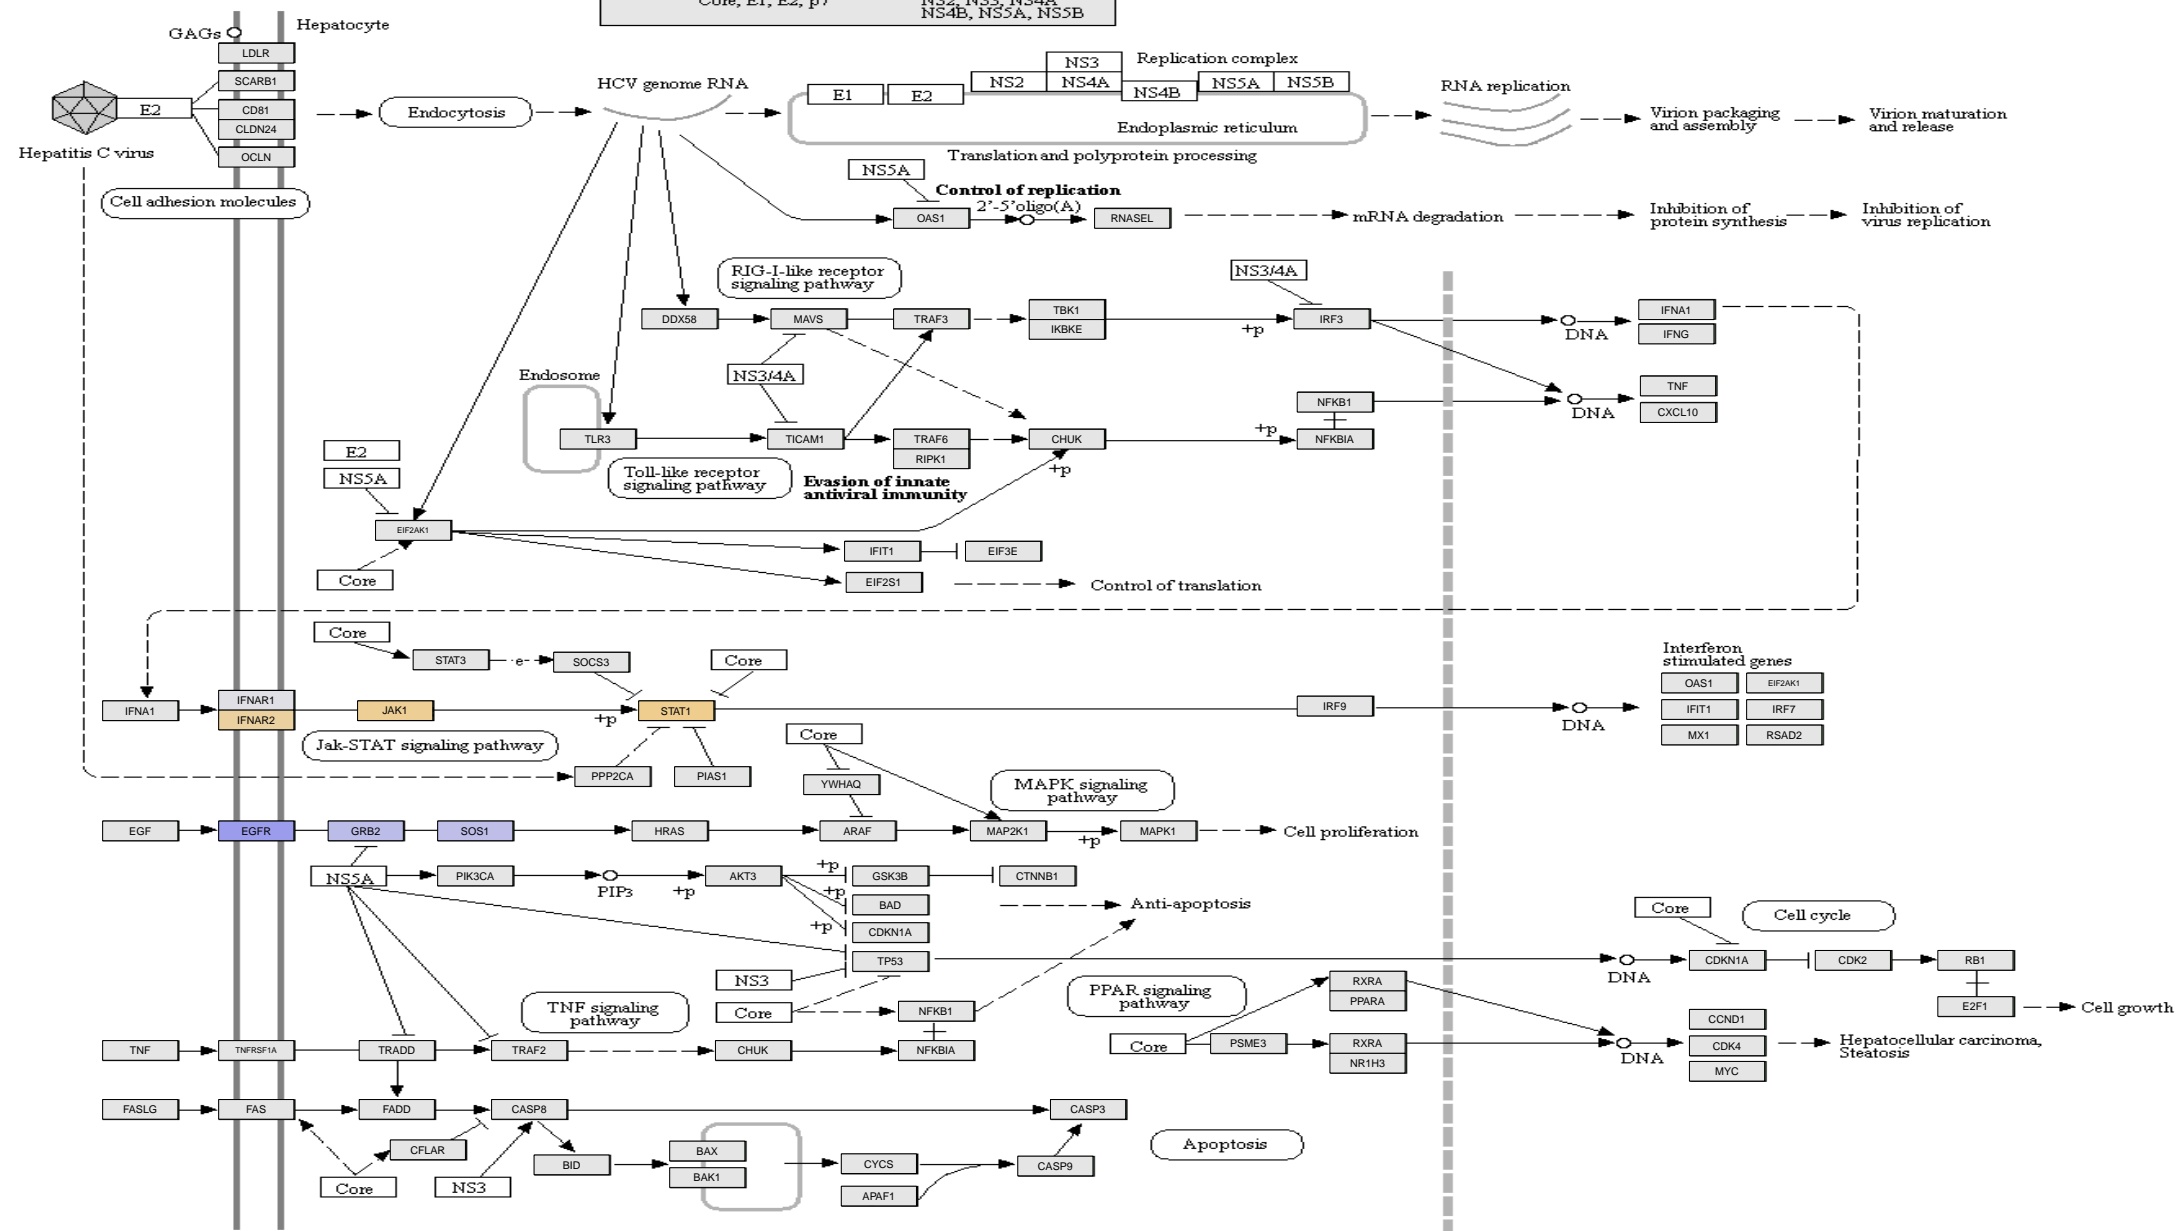 Core, E1, E2, p7
NS2, NS3, NS4A
NS4B, NS5A, NS5B
GAGs
Hepatocyte
LDLR
SCARB1
E2
CD81
CLDN24
OCLN
Hepatitis C virus
Cell adhesion molecules
Endocytosis
HCV genome RNA
E1
E2
NS2
NS3
NS4A
NS4B
NS5A
NS5B
Replication complex
Endoplasmic reticulum
Translation and polyprotein processing
RNA replication
Virion packaging
and assembly
Virion maturation
and release
NS5A
Control of replication
OAS1
2'-5'oligo(A)
RNASEL
mRNA degradation
Inhibition of
protein synthesis
Inhibition of
virus replication
RIG-I-like receptor
signaling pathway
NS3/4A
DDX58
MAVS
TRAF3
TBK1
IKBKE
+p
IRF3
DNA
IFNA1
IFNG
Endosome
NS3/4A
NFKB1
DNA
TNF
CXCL10
TLR3
TICAM1
TRAF6
RIPK1
CHUK
+p
+p
NFKBIA
Toll-like receptor
signaling pathway
Evasion of innate
antiviral immunity
E2
NS5A
EIF2AK1
Core
IFIT1
EIF3E
EIF2S1
Control of translation
Core
STAT3
e
SOCS3
Core
IFNA1
IFNAR1
IFNAR2
JAK1
+p
STAT1
IRF9
DNA
Interferon
stimulated genes
OAS1
EIF2AK1
IFIT1
IRF7
MX1
RSAD2
Jak-STAT signaling pathway
PPP2CA
PIAS1
Core
YWHAQ
MAPK signaling
pathway
EGF
EGFR
GRB2
SOS1
HRAS
ARAF
MAP2K1
+p
MAPK1
Cell proliferation
NS5A
PIK3CA
PIP3
+p
AKT3
+p
+p
+p
GSK3B
CTNNB1
BAD
CDKN1A
TP53
Anti-apoptosis
NS3
Core
NFKB1
Core
Cell cycle
DNA
CDKN1A
CDK2
RB1
E2F1
Cell growth
TNF signaling
pathway
PPAR signaling
pathway
RXRA
PPARA
Core
PSME3
RXRA
NR1H3
DNA
CCND1
CDK4
MYC
Hepatocellular carcinoma,
Steatosis
TNF
TNFRSF1A
TRADD
TRAF2
CHUK
NFKBIA
FASLG
FAS
FADD
CASP8
CASP3
CFLAR
Core
NS3
BID
BAX
BAK1
CYCS
APAF1
CASP9
Apoptosis